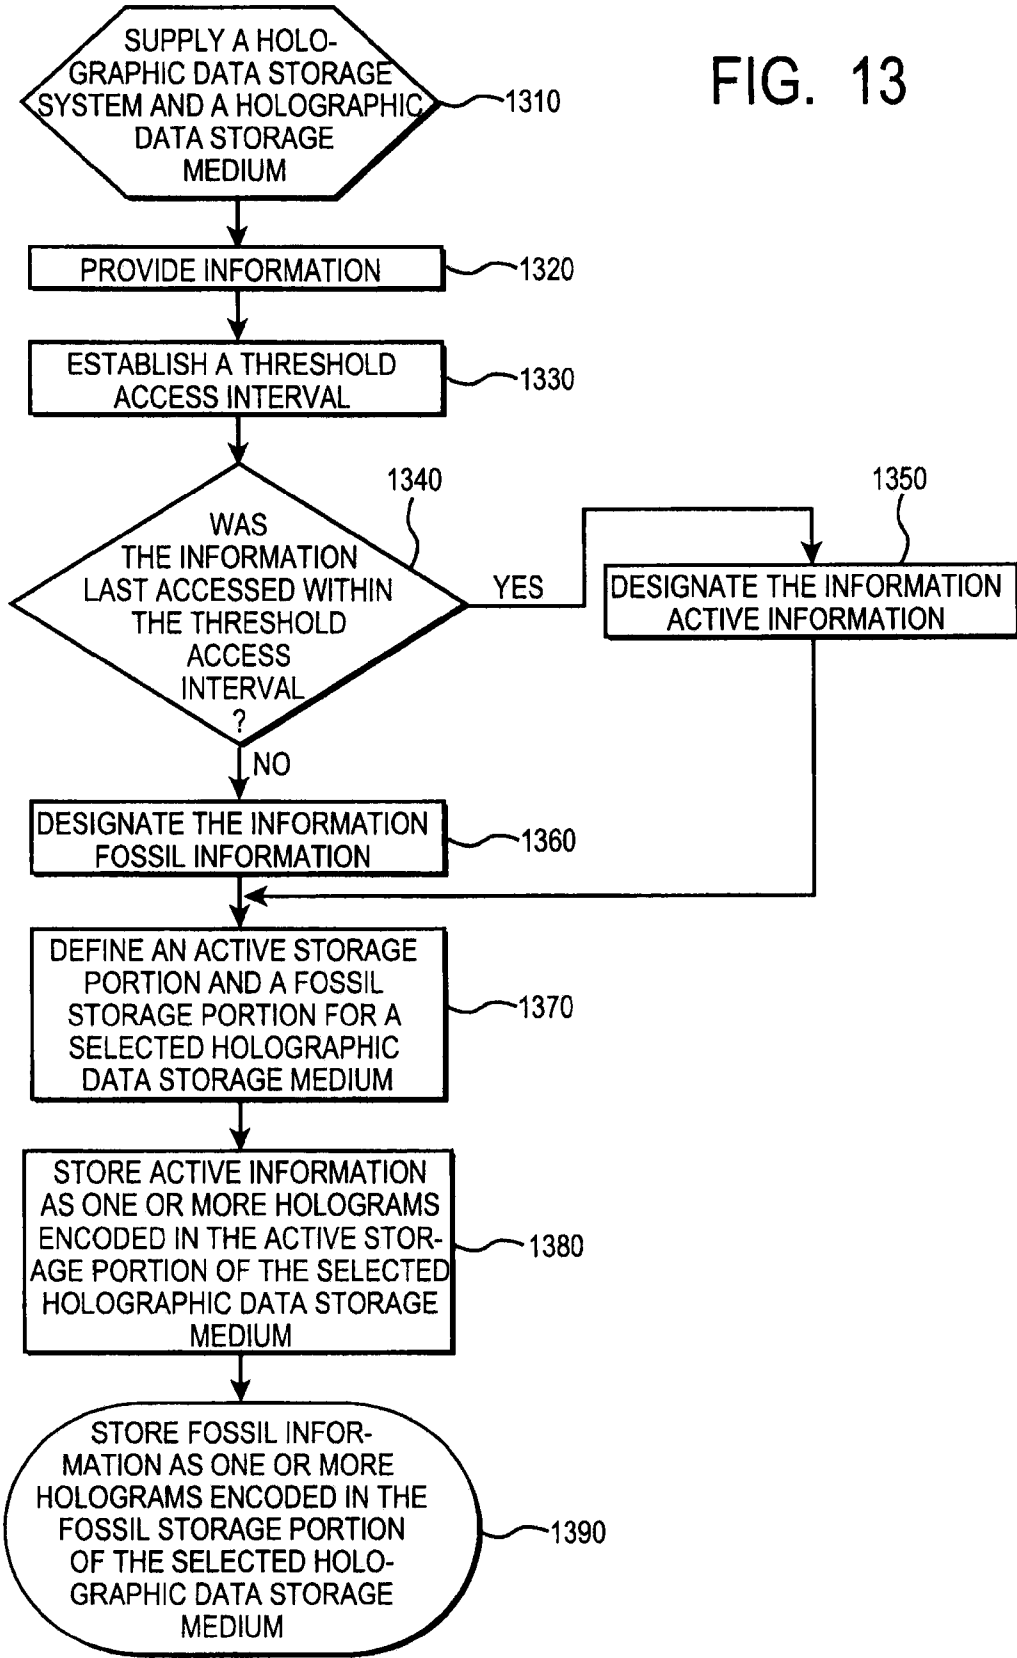 FIG. 13
SUPPLY A HOLO-
GRAPHIC DATA STORAGE
SYSTEM AND A HOLOGRAPHIC
DATA STORAGE
MEDIUM
1310
PROVIDE INFORMATION
1320
ESTABLISH A THRESHOLD
ACCESS INTERVAL
1330
1340
WAS
THE INFORMATION
LAST ACCESSED WITHIN
THE THRESHOLD
ACCESS
INTERVAL
?
YES
1350
DESIGNATE THE INFORMATION
ACTIVE INFORMATION
NO
DESIGNATE THE INFORMATION
FOSSIL INFORMATION
1360
DEFINE AN ACTIVE STORAGE
PORTION AND A FOSSIL
STORAGE PORTION FOR A
SELECTED HOLOGRAPHIC
DATA STORAGE MEDIUM
1370
STORE ACTIVE INFORMATION
AS ONE OR MORE HOLOGRAMS
ENCODED IN THE ACTIVE STOR-
AGE PORTION OF THE SELECTED
HOLOGRAPHIC DATA STORAGE
MEDIUM
1380
STORE FOSSIL INFOR-
MATION AS ONE OR MORE
HOLOGRAMS ENCODED IN THE
FOSSIL STORAGE PORTION
OF THE SELECTED HOLO-
GRAPHIC DATA STORAGE
MEDIUM
1390